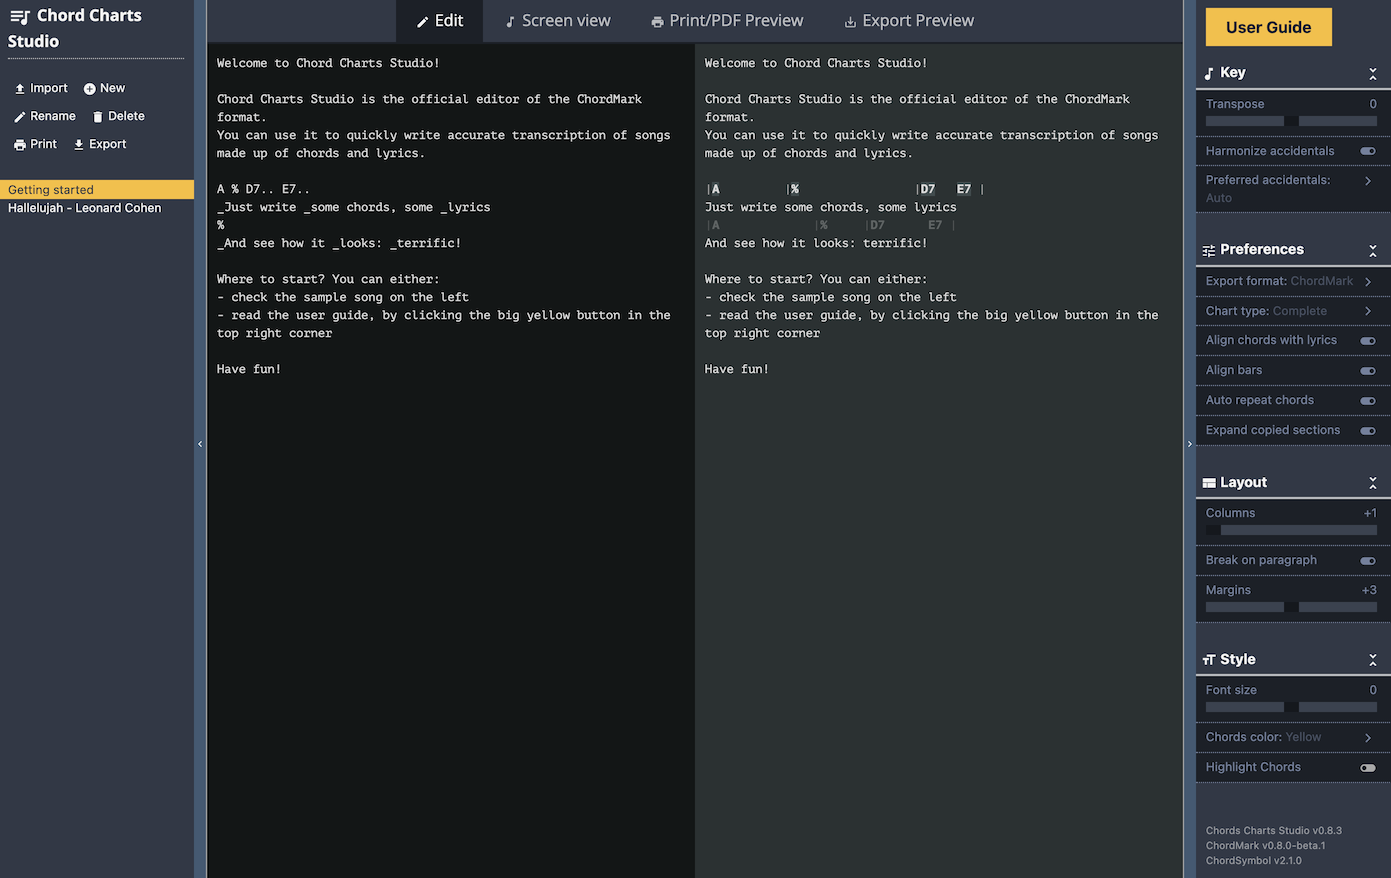 Chord Charts
Studio
Import New
Rename Delete
Print Export
Getting started
Hallelujah - Leonard Cohen
Edit Screen view Print/PDF Preview Export Preview
Welcome to Chord Charts Studio!
Chord Charts Studio is the official editor of the ChordMark
format.
You can use it to quickly write accurate transcription of songs
made up of chords and lyrics.
A % D7.. E7..
_Just write _some chords, some _lyrics
%
_And see how it _looks: _terrific!
Where to start? You can either:
- check the sample song on the left
- read the user guide, by clicking the big yellow button in the
top right corner
Have fun!
Welcome to Chord Charts Studio!
Chord Charts Studio is the official editor of the ChordMark
format.
You can use it to quickly write accurate transcription of songs
made up of chords and lyrics.
|A |% |D7 E7 |
Just write some chords, some lyrics
|A |% |D7 E7 |
And see how it looks: terrific!
Where to start? You can either:
- check the sample song on the left
- read the user guide, by clicking the big yellow button in the
top right corner
Have fun!
User Guide
Key
Transpose 0
Harmonize accidentals
Preferred accidentals:
Auto
Preferences
Export format: ChordMark
Chart type: Complete
Align chords with lyrics
Align bars
Auto repeat chords
Expand copied sections
Layout
Columns +1
Break on paragraph
Margins +3
Style
Font size 0
Chords color: Yellow
Highlight Chords
Chords Charts Studio v0.8.3
ChordMark v0.8.0-beta.1
ChordSymbol v2.1.0